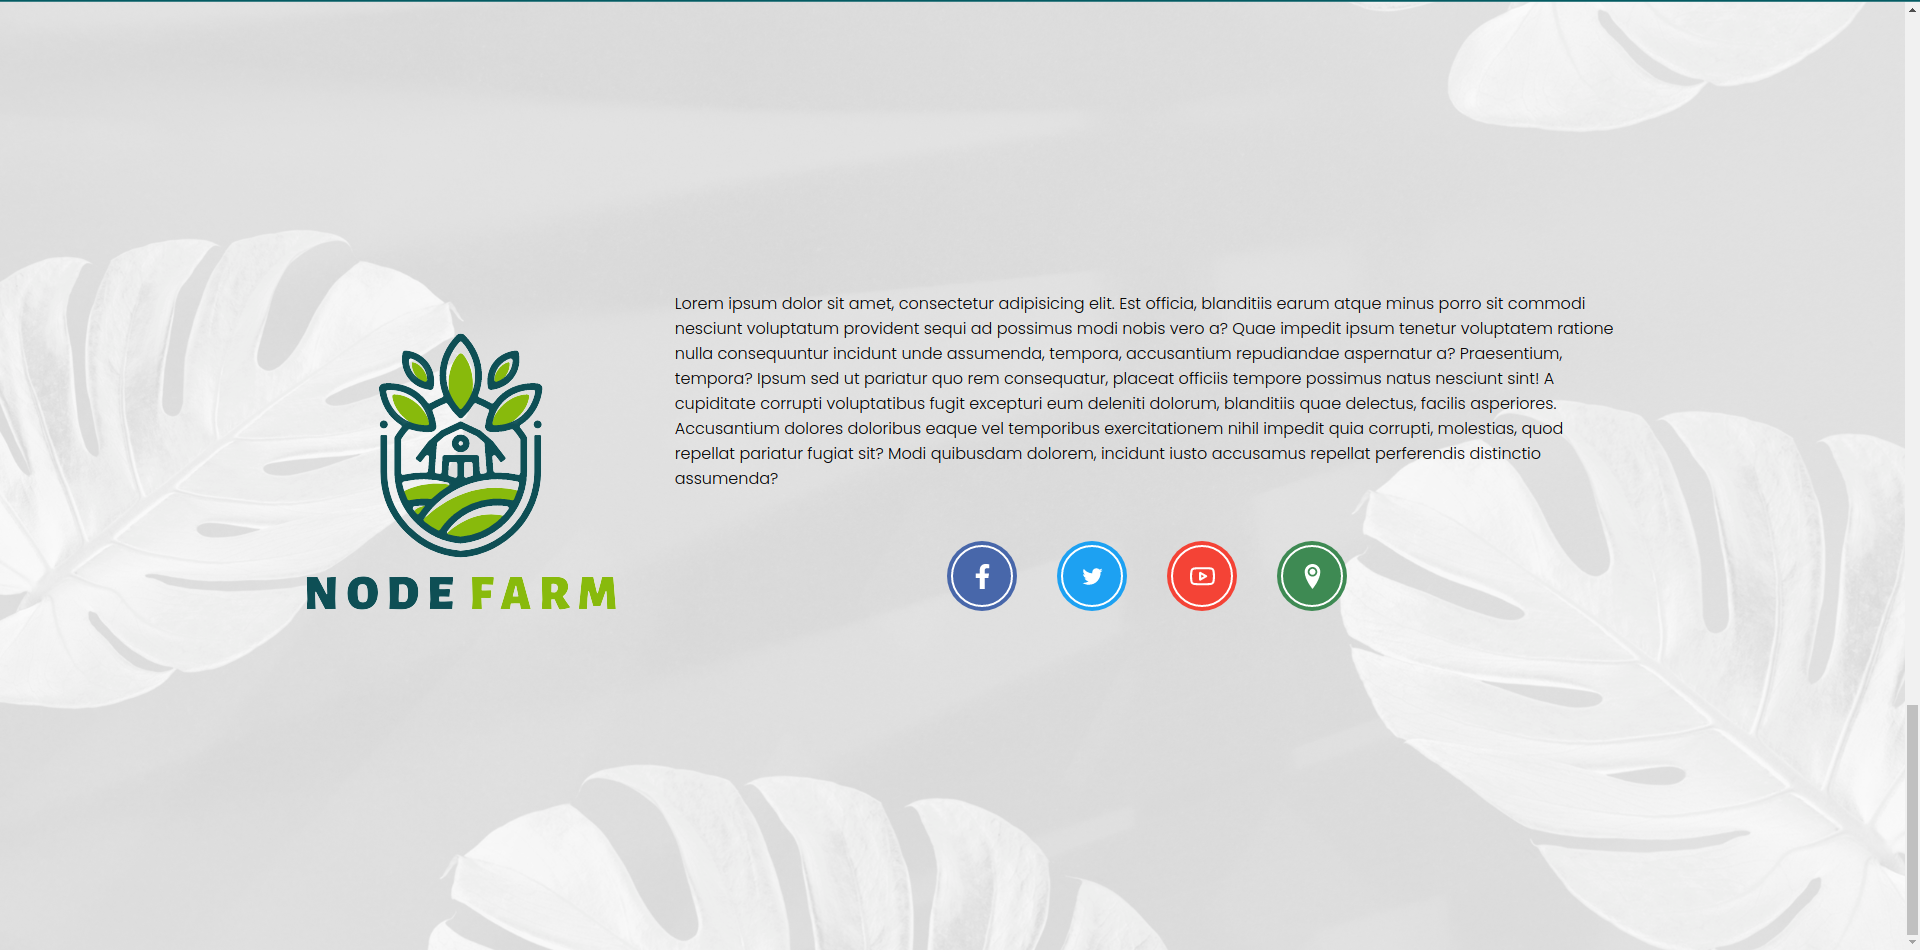 Lorem ipsum dolor sit amet, consectetur adipisicing elit. Est officia, blanditiis earum atque minus porro sit commodi
nesciunt voluptatum provident sequi ad possimus modi nobis vero a? Quae impedit ipsum tenetur voluptatem ratione
nulla consequuntur incidunt unde assumenda, tempora, accusantium repudiandae aspernatur a? Praesentium,
tempora? Ipsum sed ut pariatur quo rem consequatur, placeat officiis tempore possimus natus nesciunt sint! A
cupiditate corrupti voluptatibus fugit excepturi eum deleniti dolorum, blanditiis quae delectus, facilis asperiores.
Accusantium dolores doloribus eaque vel temporibus exercitationem nihil impedit quia corrupti, molestias, quod
repellat pariatur fugiat sit? Modi quibusdam dolorem, incidunt iusto accusamus repellat perferendis distinctio
assumenda?
NODE FARM